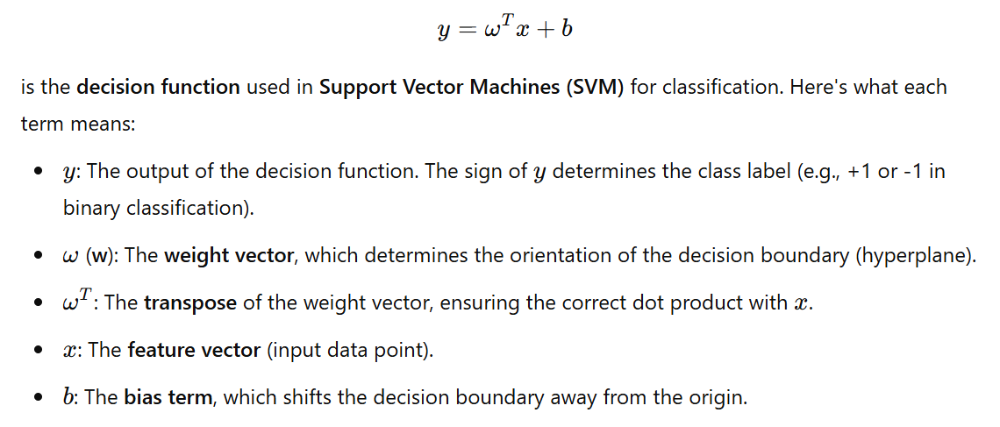 y = ω^T x + b
is the decision function used in Support Vector Machines (SVM) for classification. Here's what each
term means:
• y: The output of the decision function. The sign of y determines the class label (e.g., +1 or -1 in
binary classification).
• ω (w): The weight vector, which determines the orientation of the decision boundary (hyperplane).
• ω^T: The transpose of the weight vector, ensuring the correct dot product with x.
• x: The feature vector (input data point).
• b: The bias term, which shifts the decision boundary away from the origin.